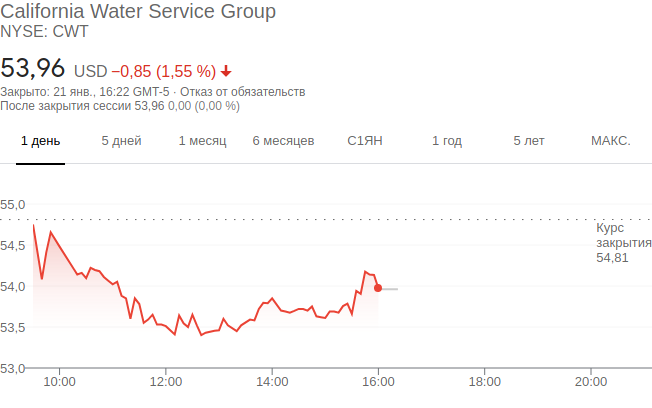 California Water Service Group
NYSE: CWT
53,96 USD −0,85 (1,55 %)
Закрыто: 21 янв., 16:22 GMT-5 · Отказ от обязательств
После закрытия сессии 53,96 0,00 (0,00 %)
1 день 5 дней 1 месяц 6 месяцев С1ЯН 1 год 5 лет МАКС.
55,0
Курс
закрытия
54,81
54,5
54,0
53,5
53,0
10:00 12:00 14:00 16:00 18:00 20:00